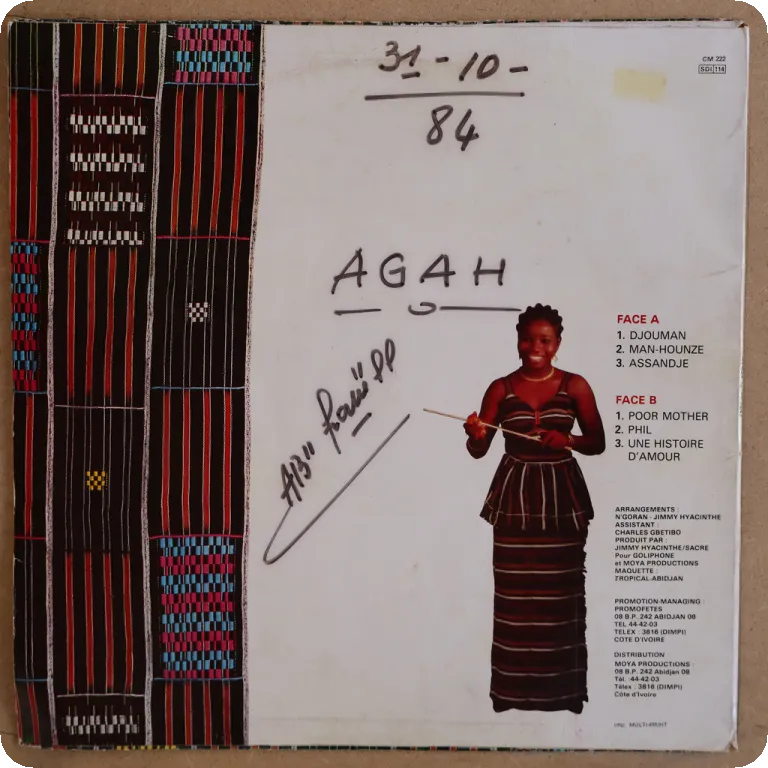 31-10-
84
CM 222
SDI 114
AGAH
FACE A
1. DJOUMAN
2. MAN-HOUNZE
3. ASSANDJE
FACE B
1. POOR MOTHER
2. PHIL
3. UNE HISTOIRE
D'AMOUR
ARRANGEMENTS :
N'GORAN - JIMMY HYACINTHE
ASSISTANT :
CHARLES GBETIBO
PRODUIT PAR :
JIMMY HYACINTHE/SACRE
Pour GOLIPHONE
et MOYA PRODUCTIONS
MAQUETTE :
TROPICAL-ABIDJAN
PROMOTION-MANAGING :
PROMOFETES
08 B.P. 242 ABIDJAN 08
TEL 44-42-03
TELEX : 3816 (DIMPI)
COTE D'IVOIRE
DISTRIBUTION
MOYA PRODUCTIONS :
08 B.P. 242 Abidjan 08
Tél. :44-42-03
Télex : 3816 (DIMPI)
Côte d'Ivoire